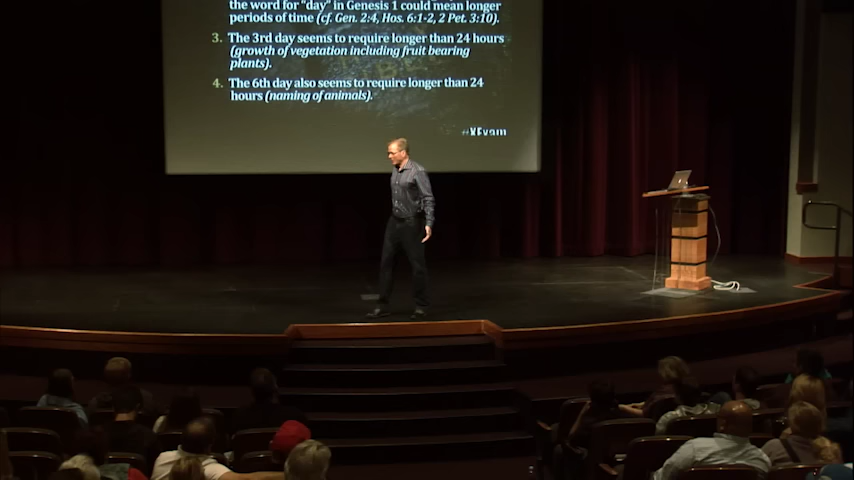 the word for "day" in Genesis 1 could mean longer
periods of time (cf. Gen. 2:4, Hos. 6:1-2, 2 Pet. 3:10).
3. The 3rd day seems to require longer than 24 hours
(growth of vegetation including fruit bearing
plants).
4. The 6th day also seems to require longer than 24
hours (naming of animals).